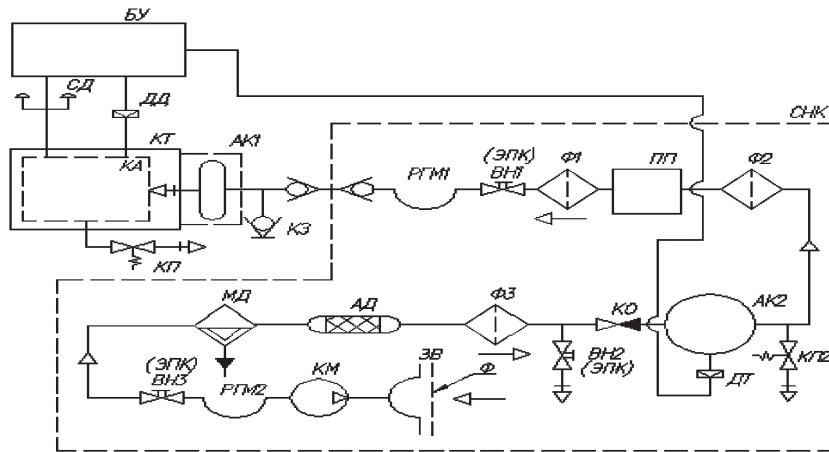 БУ
СД
ДД
СНК
КТ
АК1
КА
РГМ1
(ЭПК)
ВН1
Ф1
ПП
Ф2
КЗ
КП
МД
АД
Ф3
КО
АК2
(ЭПК)
ВН3
РГМ2
КМ
ЗВ
Ф
ВН2
(ЭПК)
ДТ
КП2